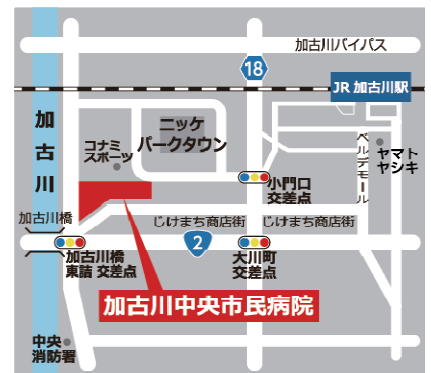 加古川バイパス
18
JR 加古川駅
加古川
ニッケ
パークタウン
コナミ
スポーツ
ベルデモール
ヤマト
ヤシキ
小門口
交差点
加古川橋
じけまち商店街
じけまち商店街
2
加古川橋
東詰 交差点
大川町
交差点
加古川中央市民病院
中央
消防署